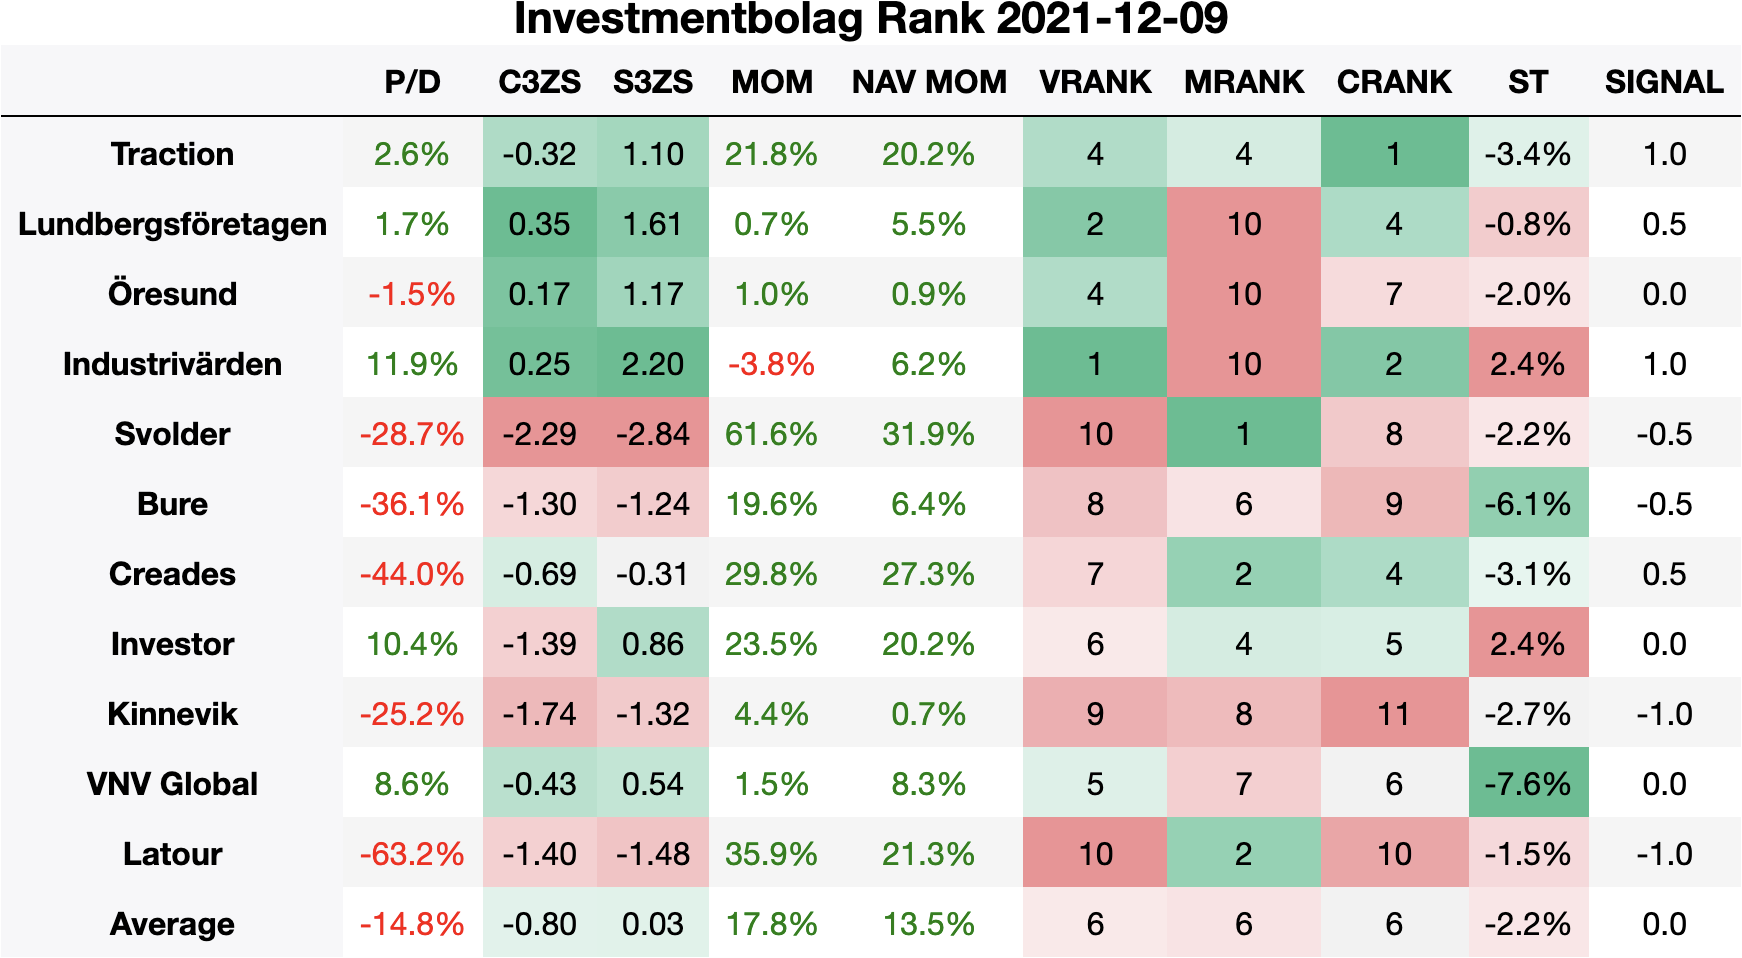 Investmentbolag Rank 2021-12-09
P/D C3ZS S3ZS MOM NAV MOM VRANK MRANK CRANK ST SIGNAL
Traction 2.6% -0.32 1.10 21.8% 20.2% 4 4 1 -3.4% 1.0
Lundbergsföretagen 1.7% 0.35 1.61 0.7% 5.5% 2 10 4 -0.8% 0.5
Öresund -1.5% 0.17 1.17 1.0% 0.9% 4 10 7 -2.0% 0.0
Industrivärden 11.9% 0.25 2.20 -3.8% 6.2% 1 10 2 2.4% 1.0
Svolder -28.7% -2.29 -2.84 61.6% 31.9% 10 1 8 -2.2% -0.5
Bure -36.1% -1.30 -1.24 19.6% 6.4% 8 6 9 -6.1% -0.5
Creades -44.0% -0.69 -0.31 29.8% 27.3% 7 2 4 -3.1% 0.5
Investor 10.4% -1.39 0.86 23.5% 20.2% 6 4 5 2.4% 0.0
Kinnevik -25.2% -1.74 -1.32 4.4% 0.7% 9 8 11 -2.7% -1.0
VNV Global 8.6% -0.43 0.54 1.5% 8.3% 5 7 6 -7.6% 0.0
Latour -63.2% -1.40 -1.48 35.9% 21.3% 10 2 10 -1.5% -1.0
Average -14.8% -0.80 0.03 17.8% 13.5% 6 6 6 -2.2% 0.0